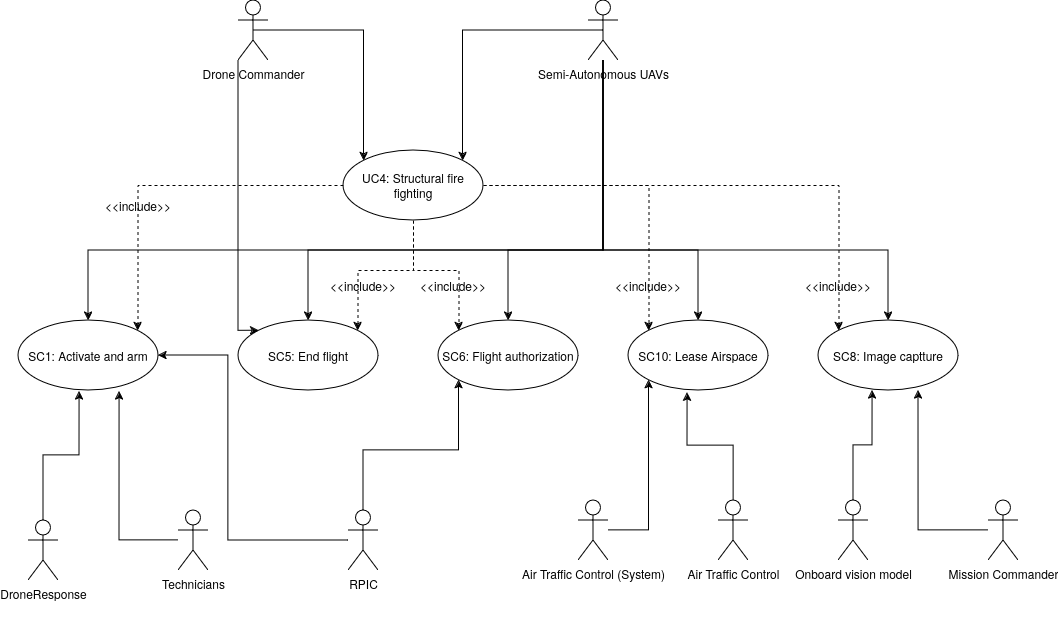 Drone Commander
Semi-Autonomous UAVs
UC4: Structural fire
fighting
<<include>>
<<include>>
<<include>>
<<include>>
<<include>>
SC1: Activate and arm
SC5: End flight
SC6: Flight authorization
SC10: Lease Airspace
SC8: Image captture
DroneResponse
Technicians
RPIC
Air Traffic Control (System)
Air Traffic Control
Onboard vision model
Mission Commander